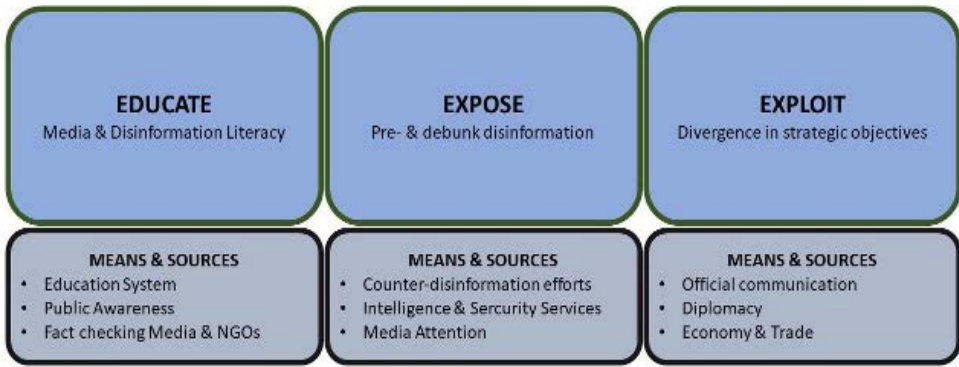 EDUCATE
Media & Disinformation Literacy
EXPOSE
Pre- & debunk disinformation
EXPLOIT
Divergence in strategic objectives
MEANS & SOURCES
• Education System
• Public Awareness
• Fact checking Media & NGOs
MEANS & SOURCES
• Counter-disinformation efforts
• Intelligence & Sercurity Services
• Media Attention
MEANS & SOURCES
• Official communication
• Diplomacy
• Economy & Trade